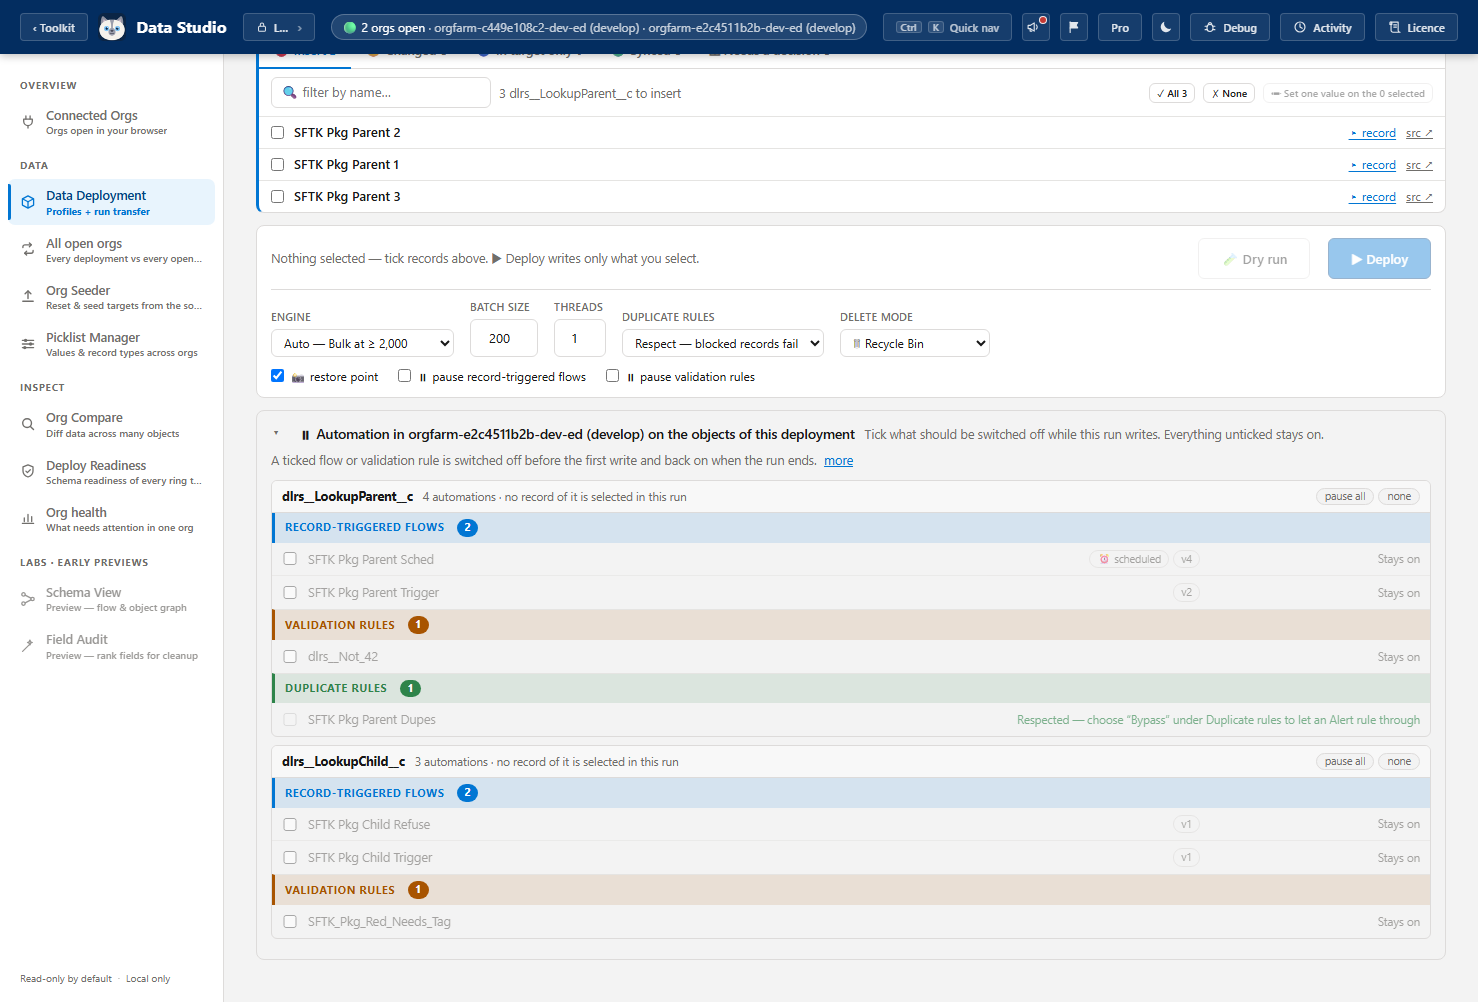 ‹ Toolkit
Data Studio
L... ›
2 orgs open · orgfarm-c449e108c2-dev-ed (develop) · orgfarm-e2c4511b2b-dev-ed (develop)
Ctrl K Quick nav
Pro
Debug
Activity
Licence
OVERVIEW
Connected Orgs
Orgs open in your browser
DATA
Data Deployment
Profiles + run transfer
All open orgs
Every deployment vs every open...
Org Seeder
Reset & seed targets from the so...
Picklist Manager
Values & record types across orgs
INSPECT
Org Compare
Diff data across many objects
Deploy Readiness
Schema readiness of every ring t...
Org health
What needs attention in one org
LABS · EARLY PREVIEWS
Schema View
Preview — flow & object graph
Field Audit
Preview — rank fields for cleanup
Read-only by default · Local only
filter by name...
3 dlrs__LookupParent__c to insert
✓ All 3
✗ None
Set one value on the 0 selected
SFTK Pkg Parent 2
▸ record src ↗
SFTK Pkg Parent 1
▸ record src ↗
SFTK Pkg Parent 3
▸ record src ↗
Nothing selected — tick records above. ▶ Deploy writes only what you select.
Dry run
▶ Deploy
ENGINE
Auto — Bulk at ≥ 2,000
BATCH SIZE
200
THREADS
1
DUPLICATE RULES
Respect — blocked records fail
DELETE MODE
Recycle Bin
restore point
⏸ pause record-triggered flows
⏸ pause validation rules
▾ ⏸ Automation in orgfarm-e2c4511b2b-dev-ed (develop) on the objects of this deployment Tick what should be switched off while this run writes. Everything unticked stays on.
A ticked flow or validation rule is switched off before the first write and back on when the run ends. more
dlrs__LookupParent__c 4 automations · no record of it is selected in this run
pause all none
RECORD-TRIGGERED FLOWS 2
SFTK Pkg Parent Sched scheduled v4 Stays on
SFTK Pkg Parent Trigger v2 Stays on
VALIDATION RULES 1
dlrs__Not_42 Stays on
DUPLICATE RULES 1
SFTK Pkg Parent Dupes Respected — choose “Bypass” under Duplicate rules to let an Alert rule through
dlrs__LookupChild__c 3 automations · no record of it is selected in this run
pause all none
RECORD-TRIGGERED FLOWS 2
SFTK Pkg Child Refuse v1 Stays on
SFTK Pkg Child Trigger v1 Stays on
VALIDATION RULES 1
SFTK_Pkg_Red_Needs_Tag Stays on